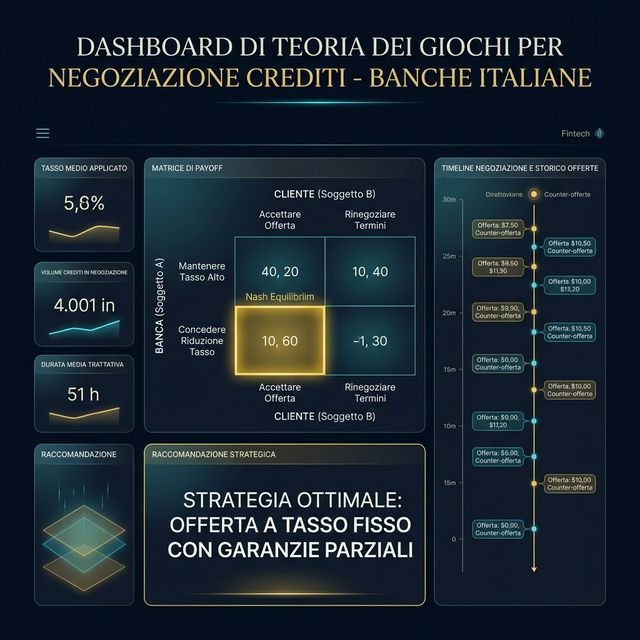 DASHBOARD DI TEORIA DEI GIOCHI PER
NEGOZIAZIONE CREDITI - BANCHE ITALIANE
Fintech
TASSO MEDIO APPLICATO
5,8%
VOLUME CREDITI IN NEGOZIAZIONE
4.001 in
DURATA MEDIA TRATTATIVA
51 h
MATRICE DI PAYOFF
CLIENTE (Soggetto B)
Accettare
Offerta
Rinegoziare
Termini
BANCA (Soggetto A)
Mantenere
Tasso Alto
40, 20
10, 40
Nash Equilibriim
Concedere
Riduzione
Tasso
10, 60
–1, 30
Accettare
Offerta
Rinegoziare
Termini
CLIENTE (Soggetto B)
TIMELINE NEGOZIAZIONE E STORICO OFFERTE
30m
Direttovkane
Counter-offerte
Offerta: $7.50
Counter-offerta
Offerta $10,50
Counter-offerta
25m
Offerta: $9.50
$11,90
Offerte $10,00
$13,20
20m
Offerta: $9,90,
Counter-offerta
Offerta, $10,50
Counter-offerta
15m
Offerte: $0,00,
Counter-offerta
Offerta, $10,00
Counter-offerta
10m
Offerta: $9,00,
$17,20
Offerta: $6.00,
Counter-offerta
15m
Offerta: $10,00
Counter-offerta
0
Offerta: $0,00,
Counter-offerta
RACCOMANDAZIONE
RACCOMANDAZIONE STRATEGICA
STRATEGIA OTTIMALE:
OFFERTA A TASSO FISSO
CON GARANZIE PARZIALI